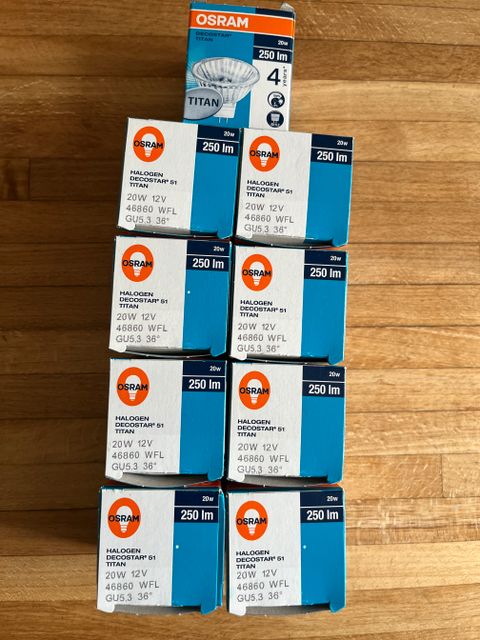 OSRAM
DECOSTAR®
TITAN
20w
250 lm
4
years*
TITAN
OSRAM
20w
250 lm
HALOGEN
DECOSTAR® 51
TITAN
20W 12V
46860 WFL
GU5.3 36°
OSRAM
20w
250 lm
HALOGEN
DECOSTAR® 51
TITAN
20W 12V
46860 WFL
GU5.3 36°
OSRAM
20w
250 lm
HALOGEN
DECOSTAR® 51
TITAN
20W 12V
46860 WFL
GU5.3 36°
OSRAM
20w
250 lm
HALOGEN
DECOSTAR® 51
TITAN
20W 12V
46860 WFL
GU5.3 36°
OSRAM
20w
250 lm
HALOGEN
DECOSTAR® 51
TITAN
20W 12V
46860 WFL
GU5.3 36°
OSRAM
20w
250 lm
HALOGEN
DECOSTAR® 51
TITAN
20W 12V
46860 WFL
GU5.3 36°
OSRAM
20w
250 lm
HALOGEN
DECOSTAR® 51
TITAN
20W 12V
46860 WFL
GU5.3 36°
OSRAM
20w
250 lm
HALOGEN
DECOSTAR® 51
TITAN
20W 12V
46860 WFL
GU5.3 36°